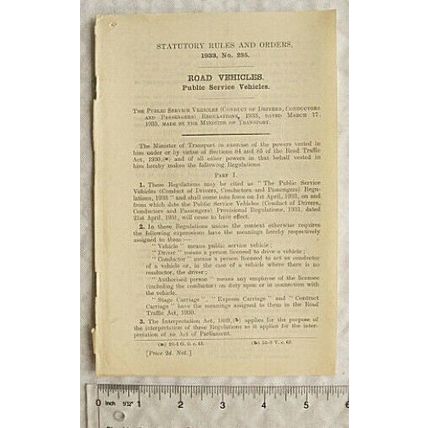 STATUTORY RULES AND ORDERS,
1933, No. 295.
ROAD VEHICLES.
Public Service Vehicles.
THE PUBLIC SERVICE VEHICLES (CONDUCT OF DRIVERS, CONDUCTORS
AND PASSENGERS) REGULATIONS, 1933, DATED MARCH 17,
1933, MADE BY THE MINISTER OF TRANSPORT.
The Minister of Transport in exercise of the powers vested in
him under or by virtue of Sections 84 and 85 of the Road Traffic
Act, 1930,(a) and of all other powers in that behalf vested in
him hereby makes the following Regulations.
PART I.
1. These Regulations may be cited as " The Public Service
Vehicles (Conduct of Drivers, Conductors and Passengers) Regu-
lations, 1933 " and shall come into force on 1st April, 1933, on and
from which date the Public Service Vehicles (Conduct of Drivers,
Conductors and Passengers) Provisional Regulations, 1931, dated
21st April, 1931, will cease to have effect.
2. In these Regulations unless the context otherwise requires
the following expressions have the meanings hereby respectively
assigned to them :—
" Vehicle " means public service vehicle ;
" Driver " means a person licensed to drive a vehicle ;
" Conductor " means a person licensed to act as conductor
of a vehicle or, in the case of a vehicle where there is no
conductor, the driver ;
" Authorised person " means any employee of the licensee
(including the conductor) on duty upon or in connection with
the vehicle.
" Stage Carriage ", " Express Carriage " and " Contract
Carriage " have the meanings assigned to them in the Road
Traffic Act, 1930.
3. The Interpretation Act, 1889,(b) applies for the purpose of
the interpretation of these Regulations as it applies for the inter-
pretation of an Act of Parliament.
(a) 20-1 G. 5. c. 43. (b) 52-3 V. c. 63.
[Price 2d. Net.]
0 Inch 9/32" 1 2 3 4 5 6